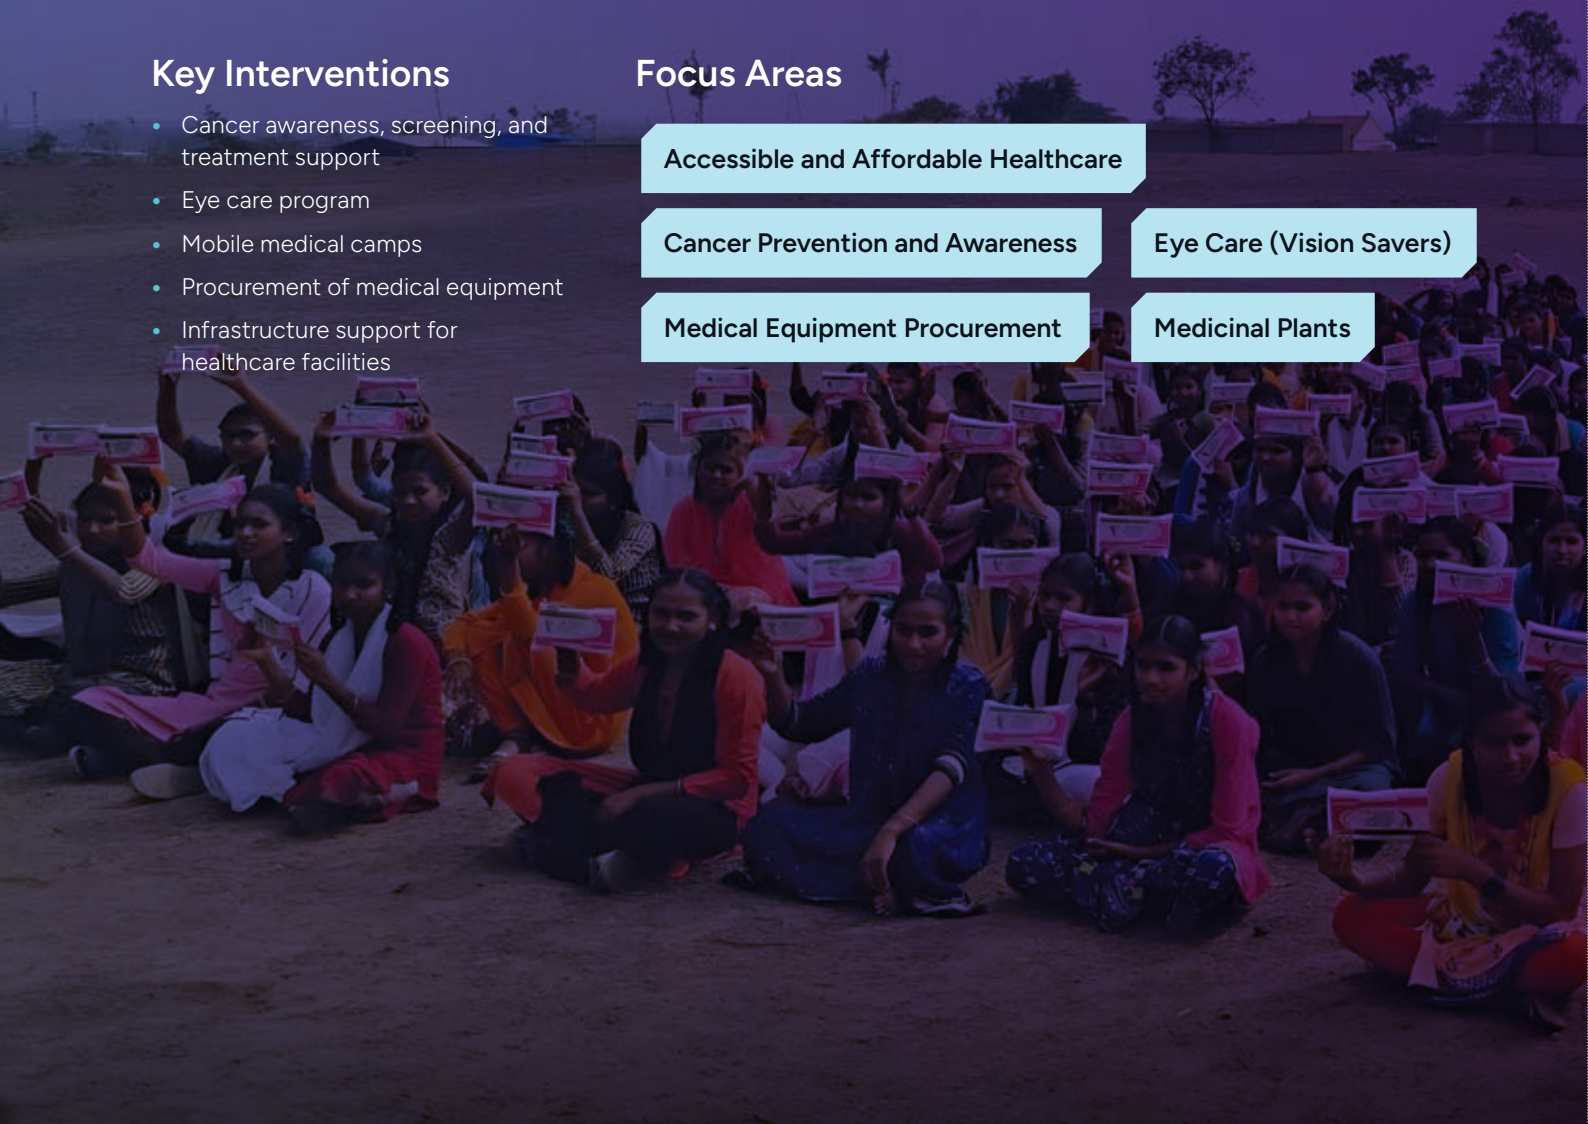 Key Interventions
• Cancer awareness, screening, and
treatment support
• Eye care program
• Mobile medical camps
• Procurement of medical equipment
• Infrastructure support for
healthcare facilities
Focus Areas
Accessible and Affordable Healthcare
Cancer Prevention and Awareness
Eye Care (Vision Savers)
Medical Equipment Procurement
Medicinal Plants